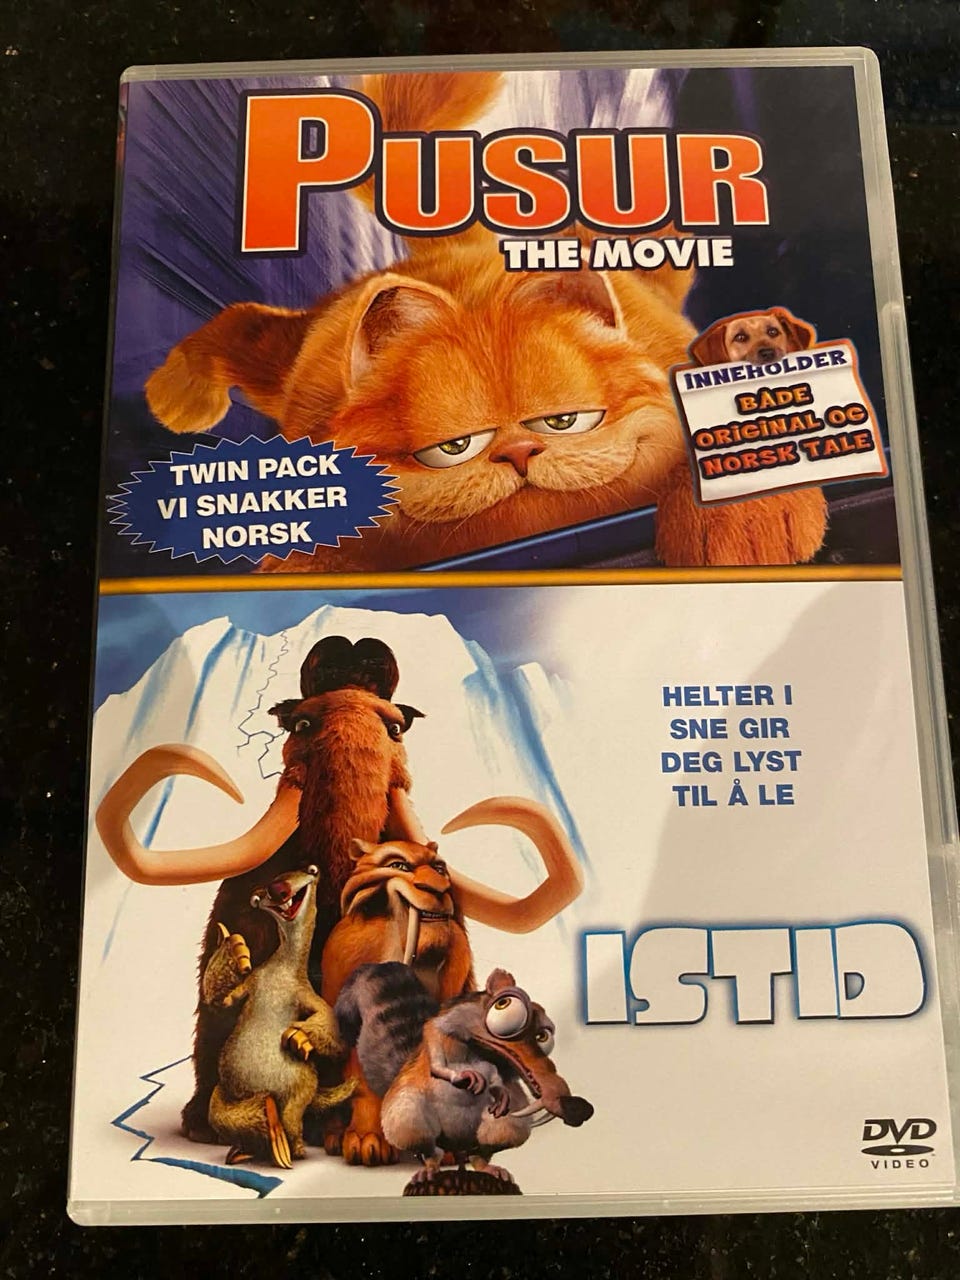 PUSUR
THE MOVIE
INNEHOLDER
BÅDE
ORIGINAL OG
NORSK TALE
TWIN PACK
VI SNAKKER
NORSK
HELTER I
SNE GIR
DEG LYST
TIL Å LE
ISTID
DVD
VIDEO